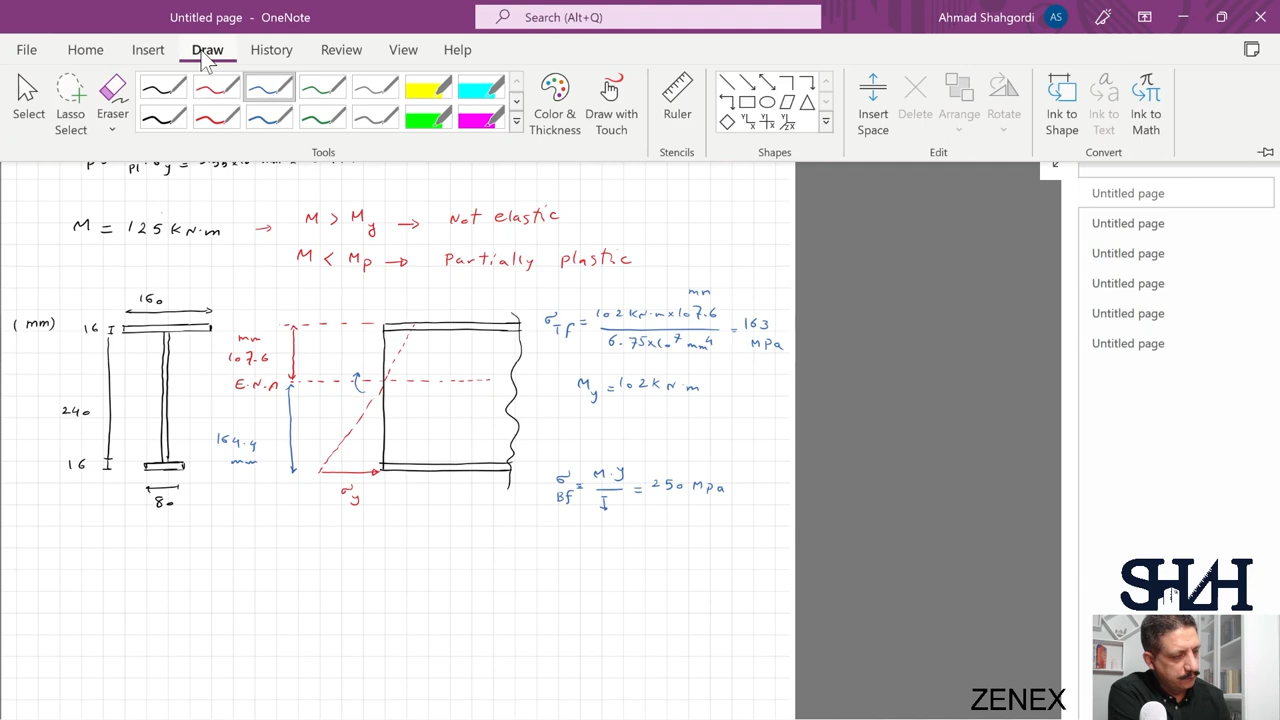 Untitled page - OneNote
Search (Alt+Q)
Ahmad Shahgordi
AS
File Home Insert Draw History Review View Help
Select
Lasso Select
Eraser
Color & Thickness
Draw with Touch
Ruler
Insert Space
Delete
Arrange
Rotate
Ink to Shape
Ink to Text
Ink to Math
Tools
Stencils
Shapes
Edit
Convert
M = 125 KN.m → M > My → Not elastic
M < Mp → Partially plastic
(mm)
160
16
240
16
80
mm
107.6
E.N.A
164.4
mm
σy
mm
σTf = 102 KN.m x 107.6 / 6.75x10^7 mm^4 = 163 MPa
My = 102 KN.m
σBf = M.y / I = 250 MPa
Untitled page
Untitled page
Untitled page
Untitled page
Untitled page
Untitled page
SHAH
ZENEX